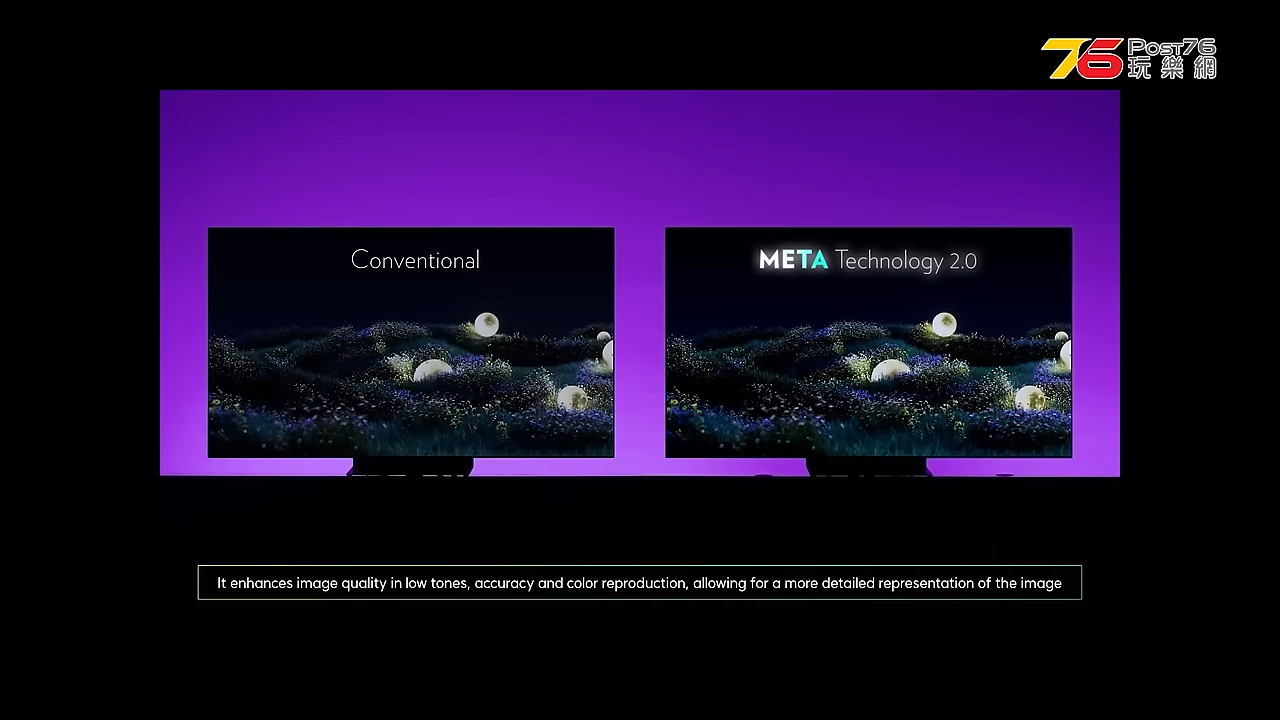 76 Post76
玩樂網
Conventional
META Technology 2.0
It enhances image quality in low tones, accuracy and color reproduction, allowing for a more detailed representation of the image